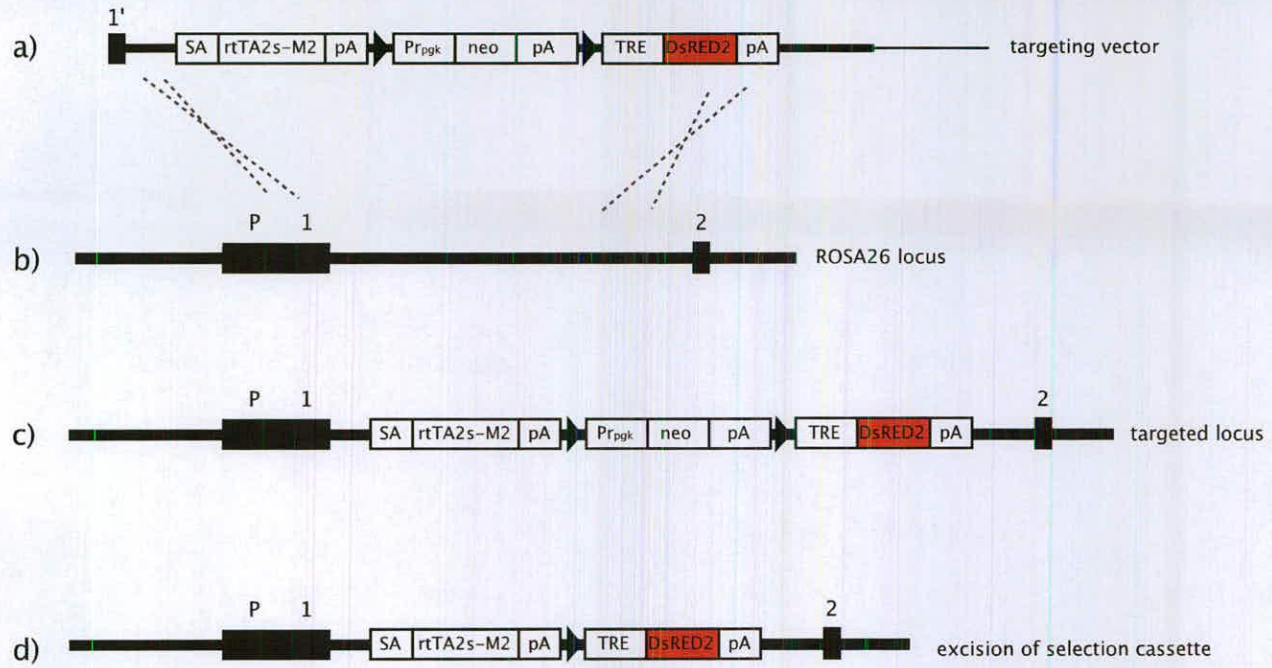 1'
a) SA rtTA2s-M2 pA Prpgk neo pA TRE DsRED2 pA targeting vector
P 1 2
b) ROSA26 locus
P 1 2
c) SA rtTA2s-M2 pA Prpgk neo pA TRE DsRED2 pA targeted locus
P 1 2
d) SA rtTA2s-M2 pA TRE DsRED2 pA excision of selection cassette